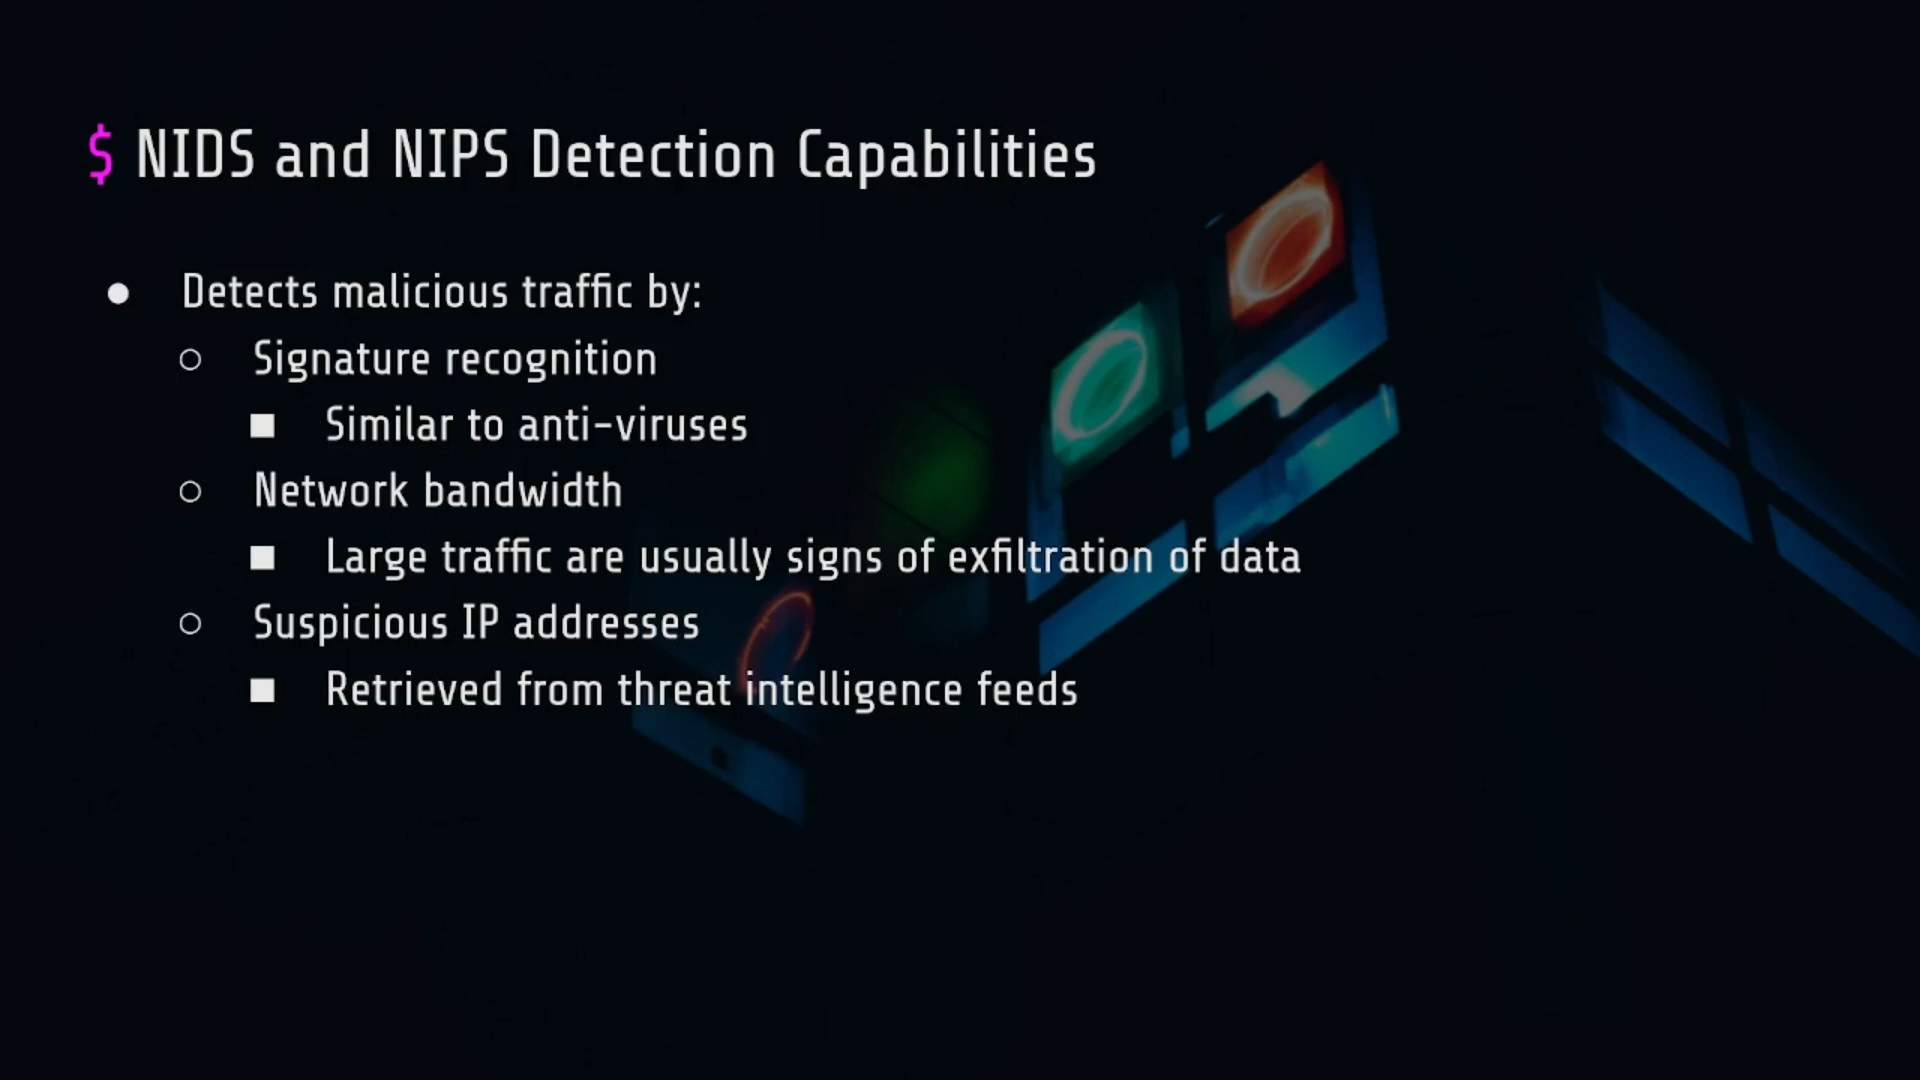 $ NIDS and NIPS Detection Capabilities
● Detects malicious traffic by:
○ Signature recognition
■ Similar to anti-viruses
○ Network bandwidth
■ Large traffic are usually signs of exfiltration of data
○ Suspicious IP addresses
■ Retrieved from threat intelligence feeds